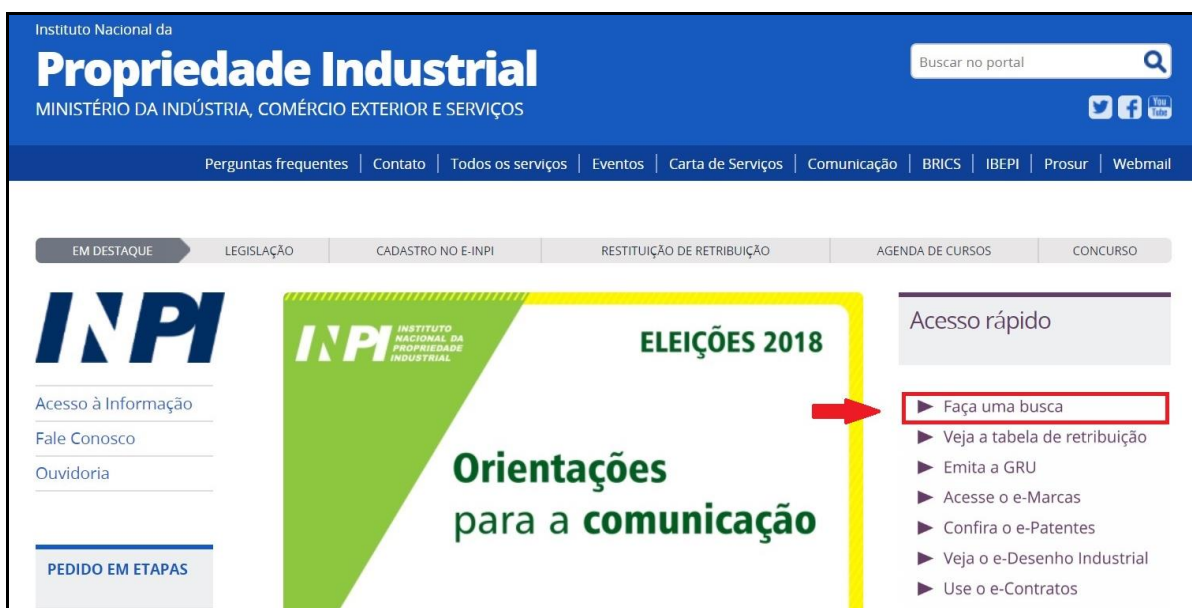 Instituto Nacional da
Propriedade Industrial
MINISTÉRIO DA INDÚSTRIA, COMÉRCIO EXTERIOR E SERVIÇOS
Buscar no portal
You
Tube
Perguntas frequentes | Contato | Todos os serviços | Eventos | Carta de Serviços | Comunicação | BRICS | IBEPI | Prosur | Webmail
EM DESTAQUE LEGISLAÇÃO CADASTRO NO E-INPI RESTITUIÇÃO DE RETRIBUIÇÃO AGENDA DE CURSOS CONCURSO
INPI
Acesso à Informação
Fale Conosco
Ouvidoria
PEDIDO EM ETAPAS
INPI
INSTITUTO
NACIONAL DA
PROPRIEDADE
INDUSTRIAL
ELEIÇÕES 2018
Orientações
para a comunicação
Acesso rápido
Faça uma busca
Veja a tabela de retribuição
Emita a GRU
Acesse o e-Marcas
Confira o e-Patentes
Veja o e-Desenho Industrial
Use o e-Contratos